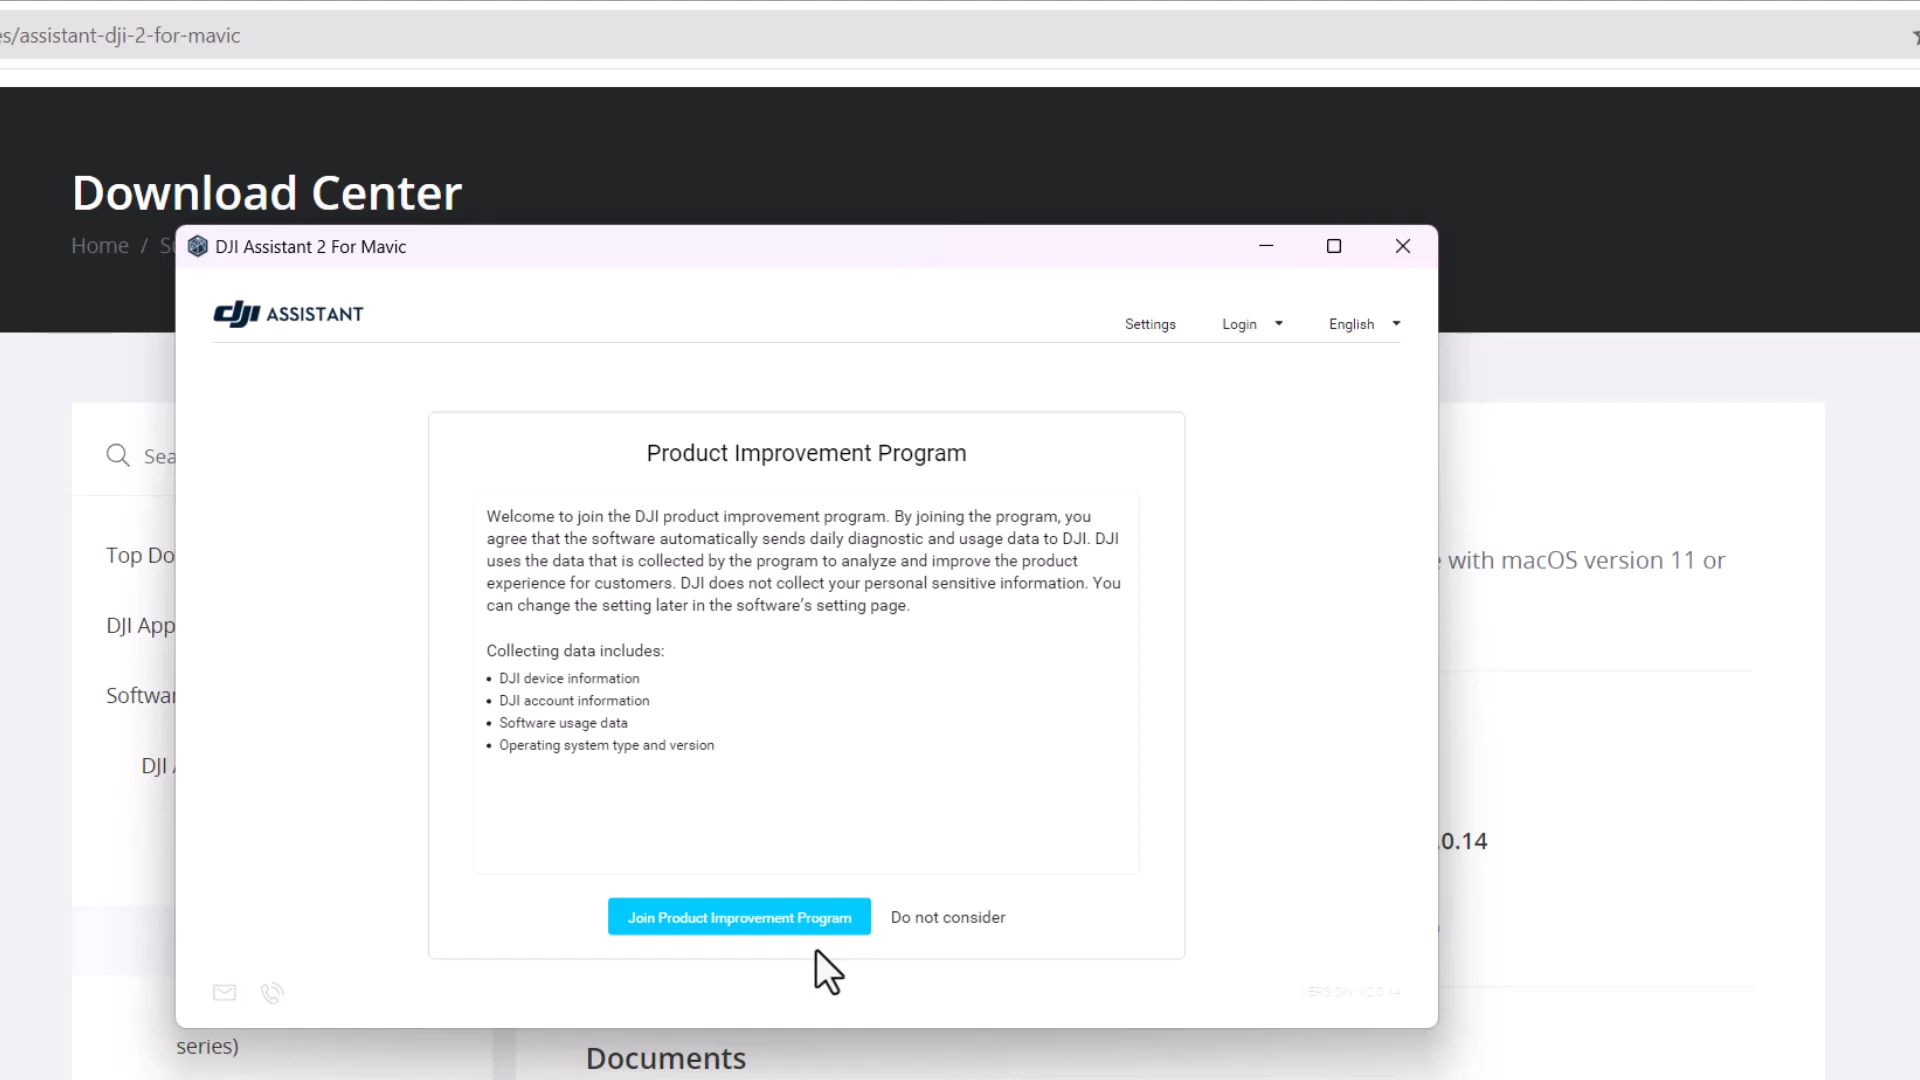 s/assistant-dji-2-for-mavic
Download Center
Home / S
DJI Assistant 2 For Mavic
dji ASSISTANT
Settings
Login
English
Sea
Product Improvement Program
Welcome to join the DJI product improvement program. By joining the program, you
agree that the software automatically sends daily diagnostic and usage data to DJI. DJI
uses the data that is collected by the program to analyze and improve the product
experience for customers. DJI does not collect your personal sensitive information. You
can change the setting later in the software's setting page.
Top Do
with macOS version 11 or
DJI App
Collecting data includes:
• DJI device information
• DJI account information
• Software usage data
• Operating system type and version
Softwar
DJI A
.0.14
Join Product Improvement Program
Do not consider
VERSION V2.0.14
series)
Documents